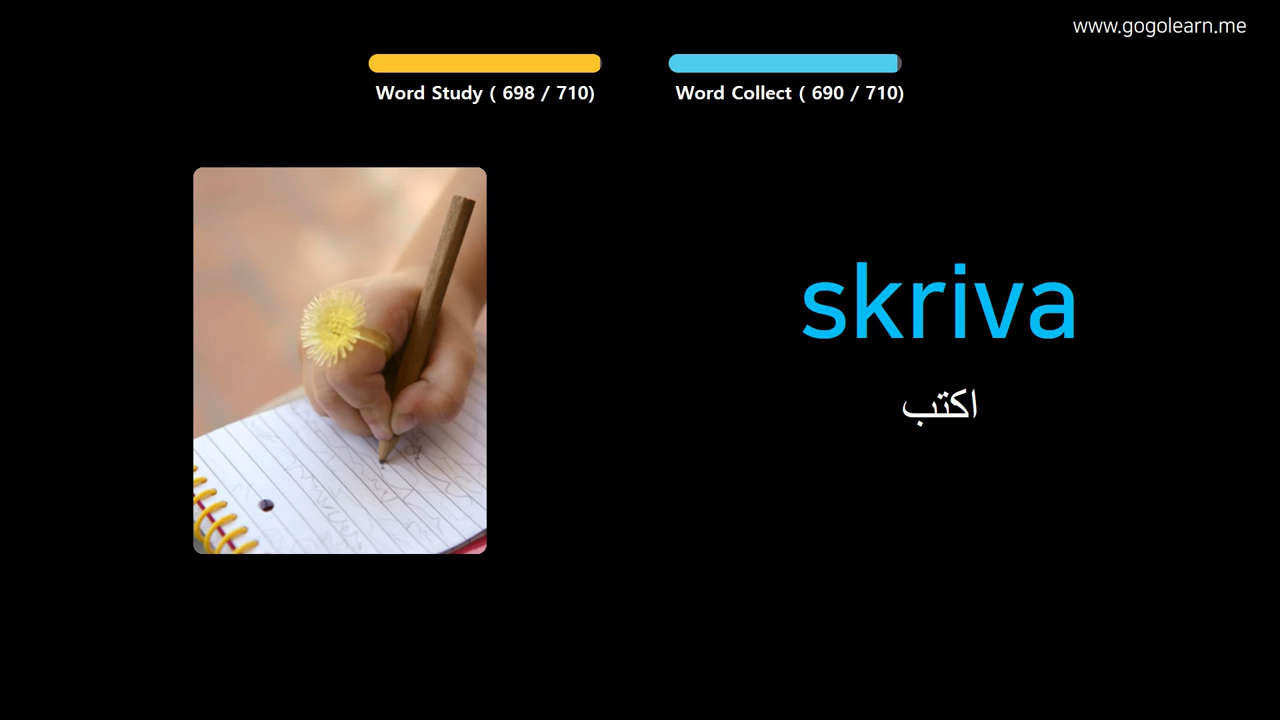 www.gogolearn.me
Word Study ( 698 / 710)
Word Collect ( 690 / 710)
skriva
اكتب